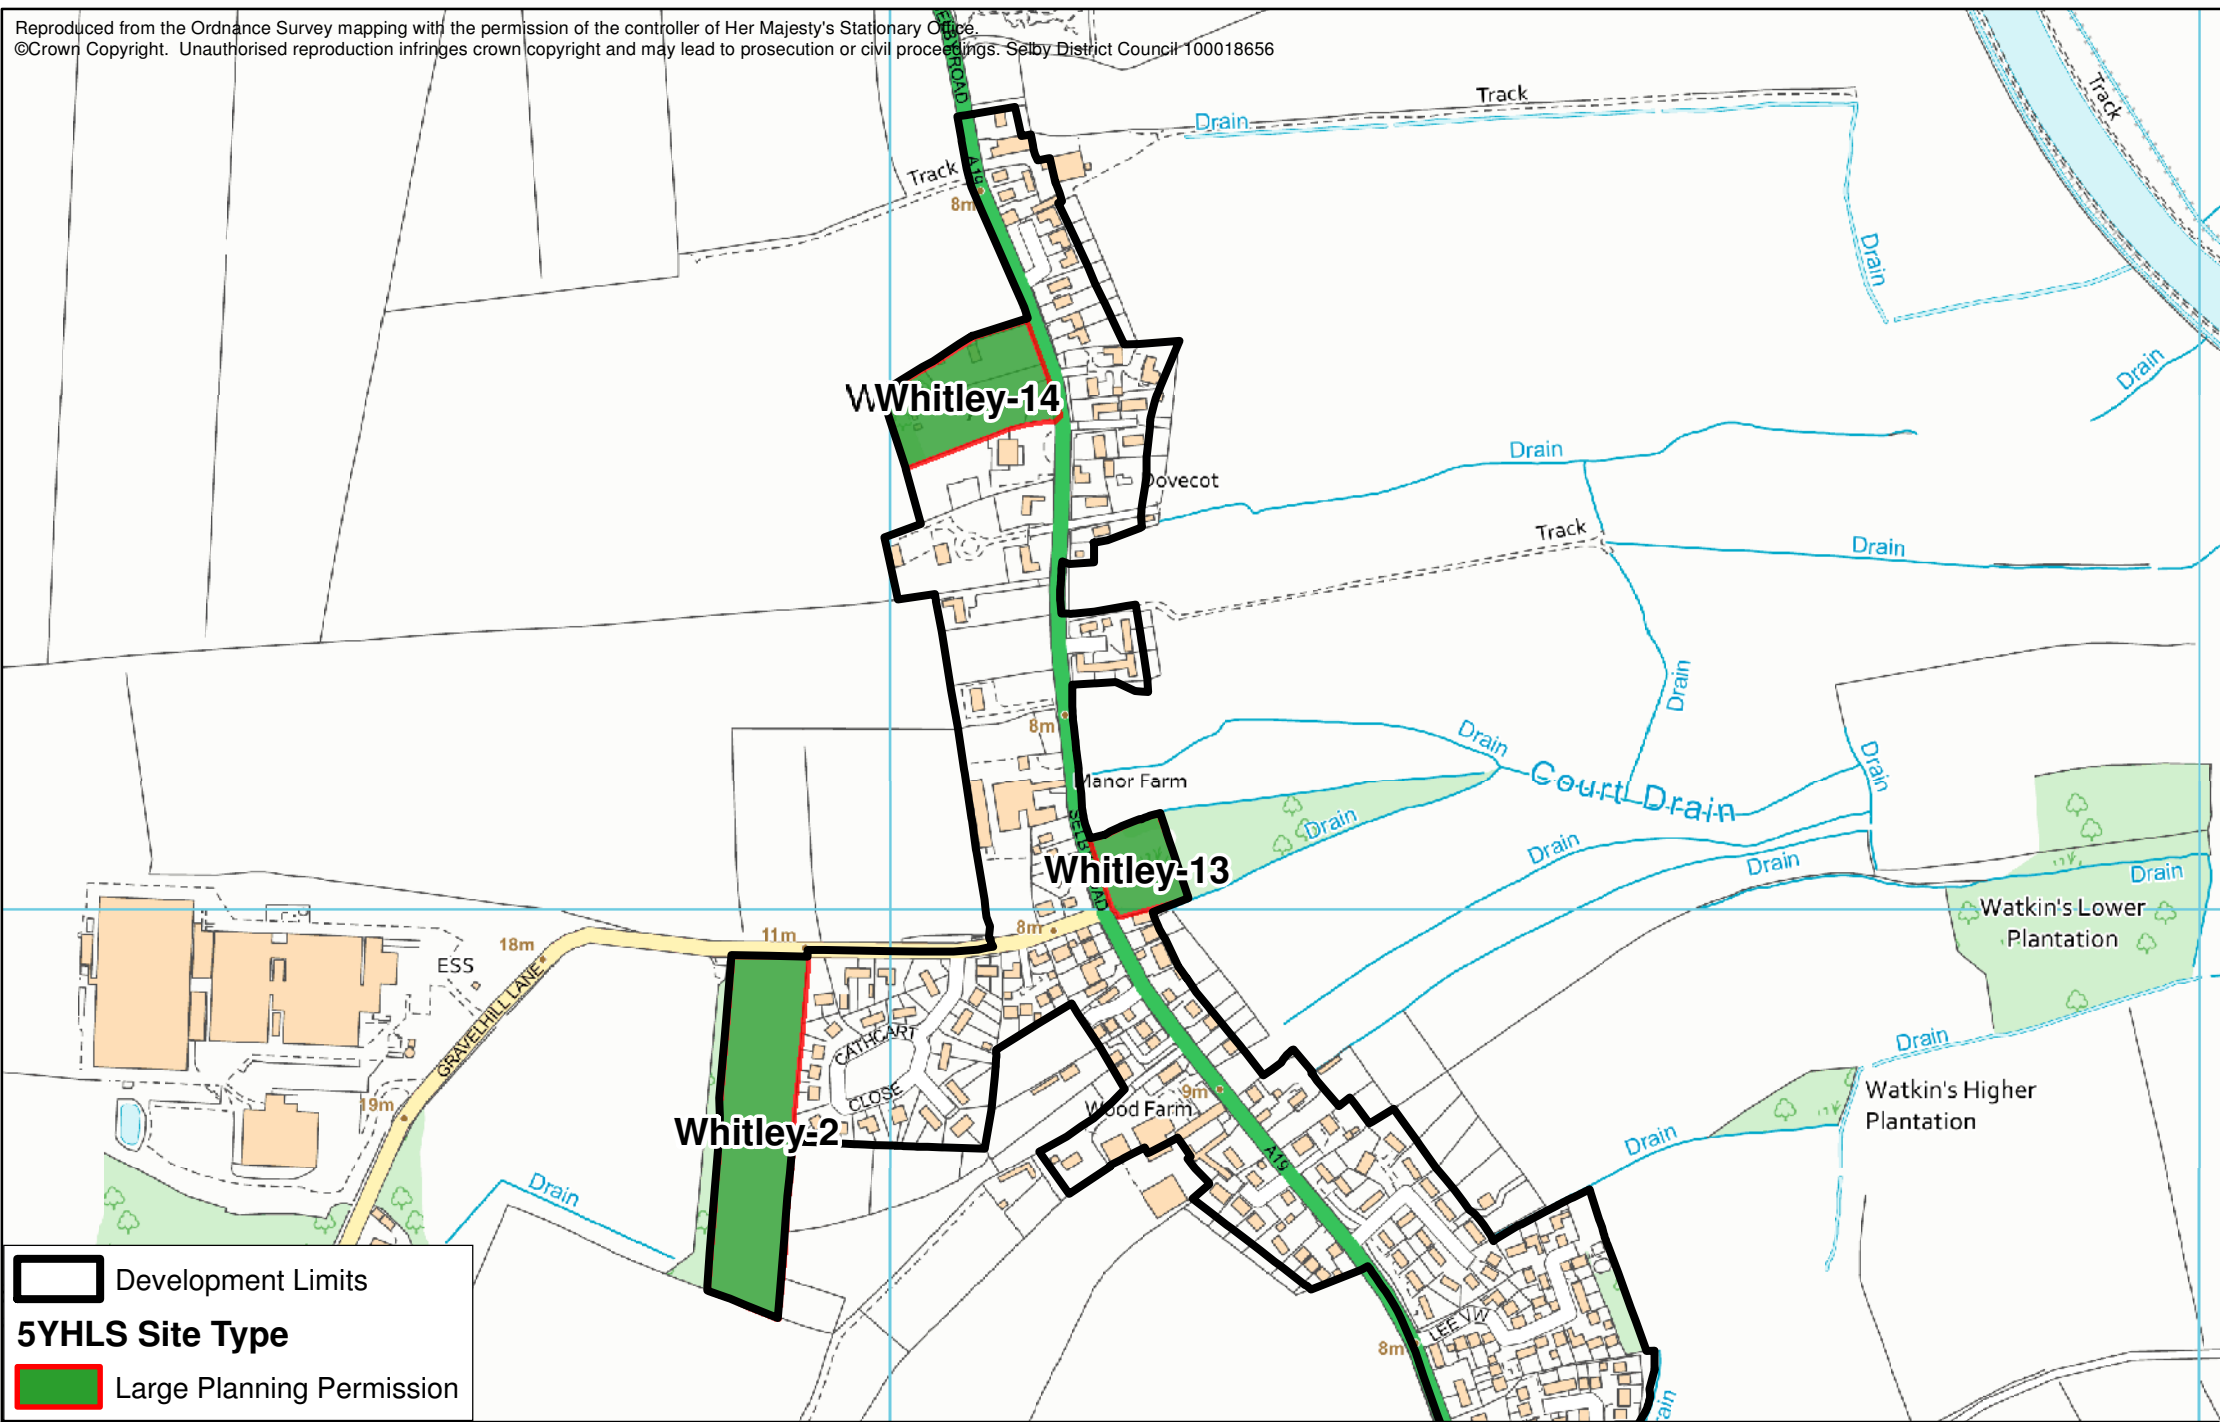 Reproduced from the Ordnance Survey mapping with the permission of the controller of Her Majesty's Stationary Office.
©Crown Copyright. Unauthorised reproduction infringes crown copyright and may lead to prosecution or civil proceedings. Selby District Council 100018656
Track
Track
Drain
Track
A19
8m
Drain
Drain
Whitley-14
Drain
Dovecot
Track
Drain
Drain
8m
Drain
Manor Farm
Court Drain
Drain
Drain
Drain
Drain
Whitley-13
Drain
Watkin's Lower
Plantation
8m
11m
18m
ESS
GRAVELHILL LANE
CATHCART
CLOSE
Drain
19m
9m
Wood Farm
Watkin's Higher
Plantation
Whitley-2
Drain
A19
Drain
LEE VW
8m
Development Limits
5YHLS Site Type
Large Planning Permission